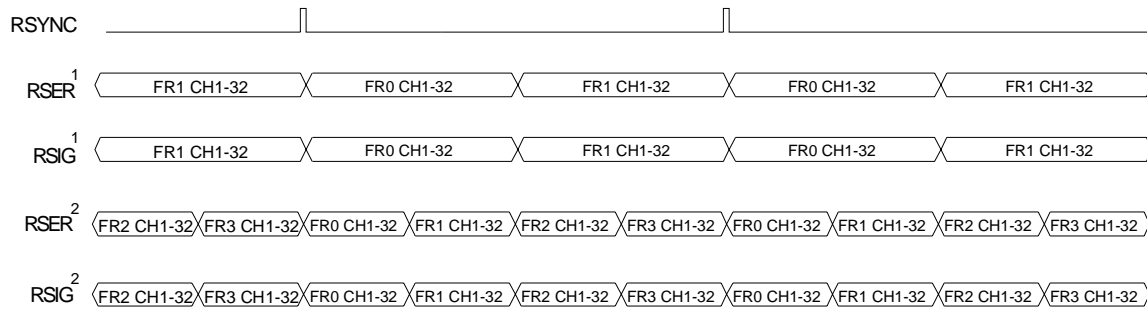 RSYNC
RSER1 FR1 CH1-32 FR0 CH1-32 FR1 CH1-32 FR0 CH1-32 FR1 CH1-32
RSIG1 FR1 CH1-32 FR0 CH1-32 FR1 CH1-32 FR0 CH1-32 FR1 CH1-32
RSER2 FR2 CH1-32 FR3 CH1-32 FR0 CH1-32 FR1 CH1-32 FR2 CH1-32 FR3 CH1-32 FR0 CH1-32 FR1 CH1-32 FR2 CH1-32 FR3 CH1-32
RSIG2 FR2 CH1-32 FR3 CH1-32 FR0 CH1-32 FR1 CH1-32 FR2 CH1-32 FR3 CH1-32 FR0 CH1-32 FR1 CH1-32 FR2 CH1-32 FR3 CH1-32